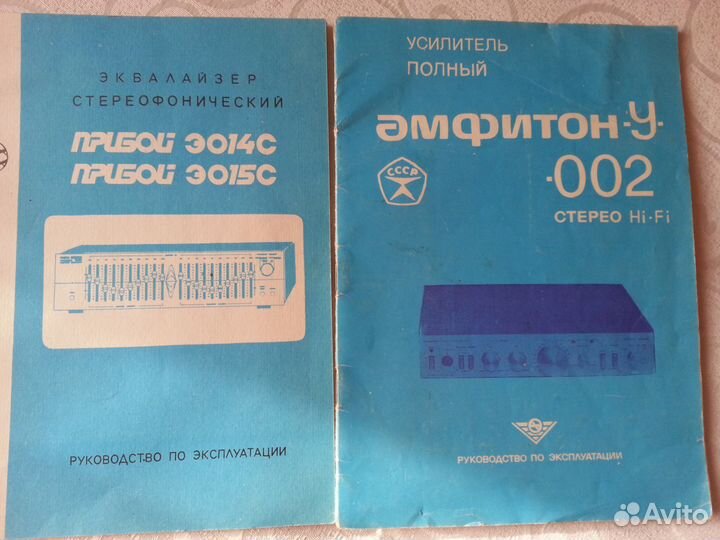 ЭКВАЛАЙЗЕР
СТЕРЕОФОНИЧЕСКИЙ
ПРИБОЙ Э014С
ПРИБОЙ Э015С
РУКОВОДСТВО ПО ЭКСПЛУАТАЦИИ
УСИЛИТЕЛЬ
ПОЛНЫЙ
амфитон·У·
·002
СССР
СТЕРЕО Hi-Fi
РУКОВОДСТВО ПО ЭКСПЛУАТАЦИИ
Avito